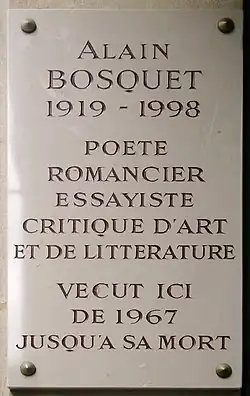 ALAIN
BOSQUET
1919 - 1998
POETE
ROMANCIER
ESSAYISTE
CRITIQUE D'ART
ET DE LITTERATURE
VECUT ICI
DE 1967
JUSQU'A SA MORT